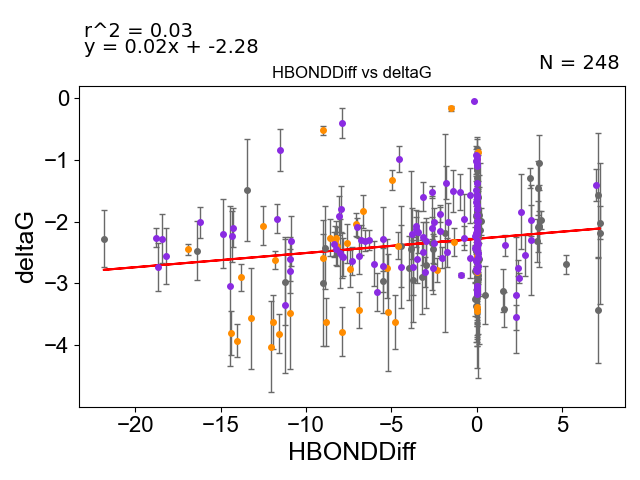 r^2 = 0.03
y = 0.02x + -2.28
N = 248
HBONDDiff vs deltaG
deltaG
0
−1
−2
−3
−4
−20
−15
−10
−5
0
5
HBONDDiff